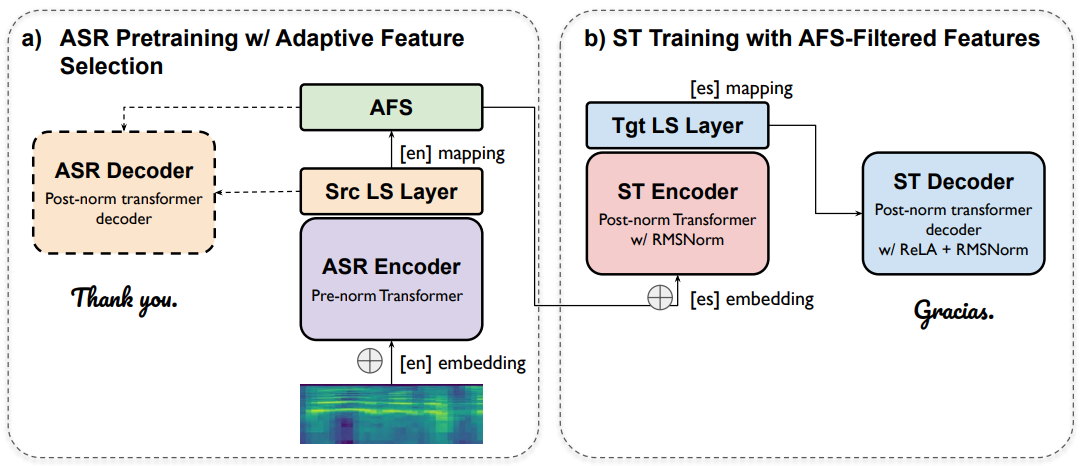 a) ASR Pretraining w/ Adaptive Feature
Selection
AFS
[en] mapping
ASR Decoder
Post-norm transformer
decoder
Src LS Layer
ASR Encoder
Pre-norm Transformer
Thank you.
[en] embedding
b) ST Training with AFS-Filtered Features
[es] mapping
Tgt LS Layer
ST Encoder
Post-norm Transformer
w/ RMSNorm
ST Decoder
Post-norm transformer
decoder
w/ ReLA + RMSNorm
[es] embedding
Gracias.